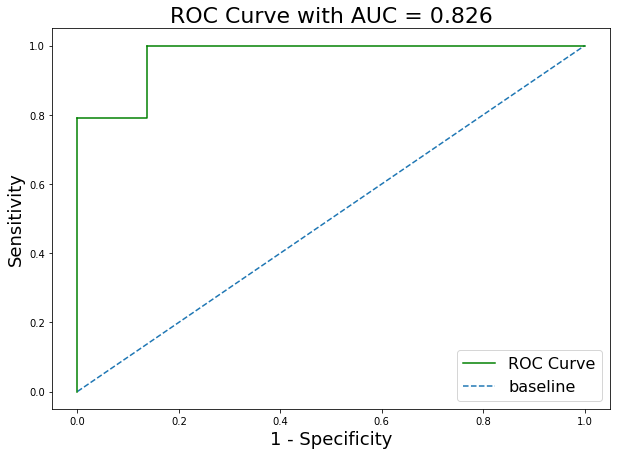 ROC Curve with AUC = 0.826
Sensitivity
1.0
0.8
0.6
0.4
0.2
0.0
ROC Curve
baseline
0.0 0.2 0.4 0.6 0.8 1.0
1 - Specificity